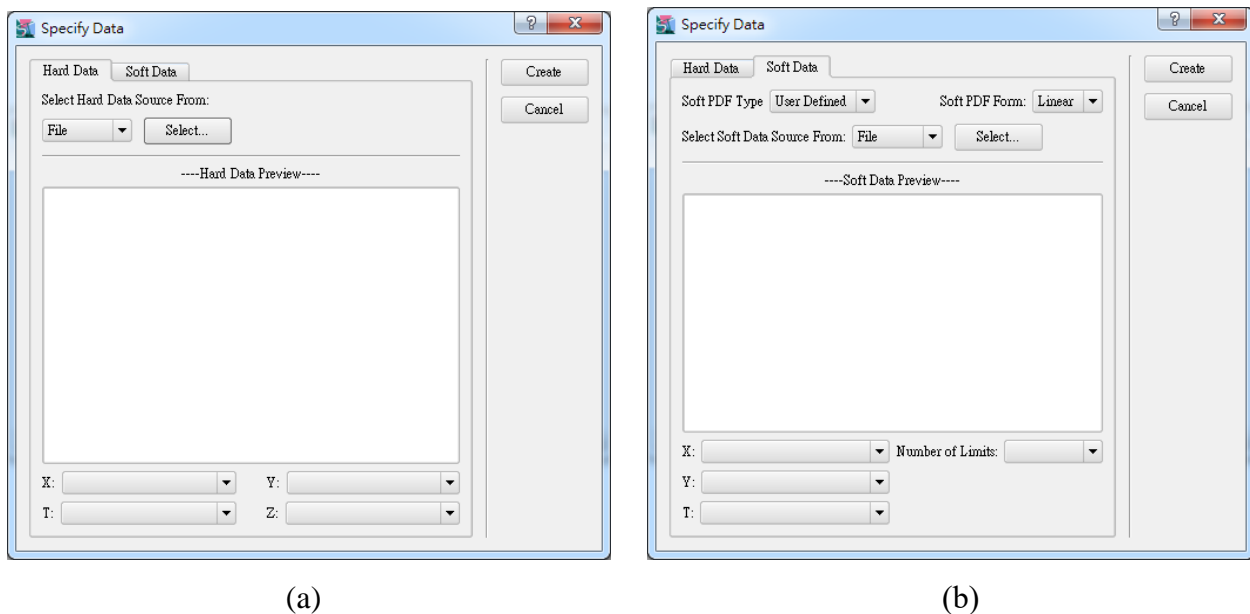 Specify Data
Hard Data Soft Data
Select Hard Data Source From:
File Select...
----Hard Data Preview----
X: Y:
T: Z:
Create
Cancel
(a)
Specify Data
Hard Data Soft Data
Soft PDF Type User Defined Soft PDF Form: Linear
Select Soft Data Source From: File Select...
----Soft Data Preview----
X: Number of Limits:
Y:
T:
Create
Cancel
(b)